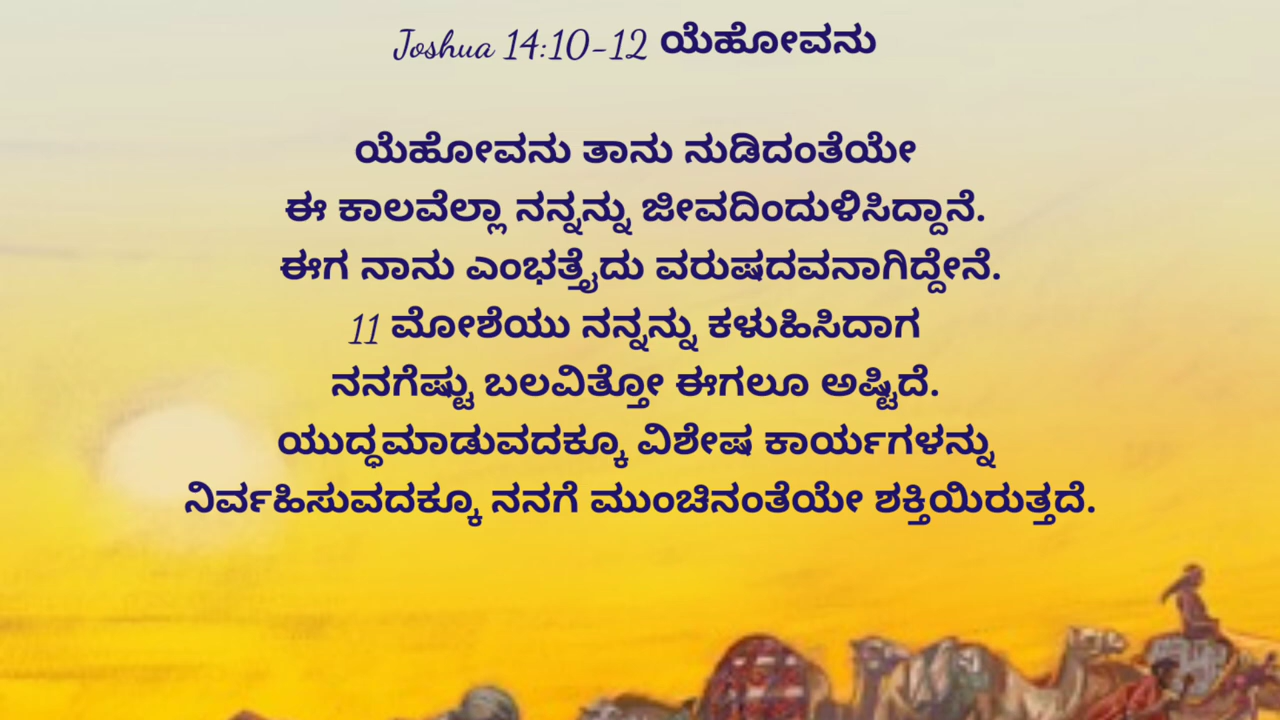 Joshua 14:10-12 ಯೆಹೋವನು
ಯೆಹೋವನು ತಾನು ನುಡಿದಂತೆಯೇ
ಈ ಕಾಲವೆಲ್ಲಾ ನನ್ನನ್ನು ಜೀವದಿಂದುಳಿಸಿದ್ದಾನೆ.
ಈಗ ನಾನು ಎಂಭತ್ತೈದು ವರುಷದವನಾಗಿದ್ದೇನೆ.
11 ಮೋಶೆಯು ನನ್ನನ್ನು ಕಳುಹಿಸಿದಾಗ
ನನಗೆಷ್ಟು ಬಲವಿತ್ತೋ ಈಗಲೂ ಅಷ್ಟಿದೆ.
ಯುದ್ಧಮಾಡುವದಕ್ಕೂ ವಿಶೇಷ ಕಾರ್ಯಗಳನ್ನು
ನಿರ್ವಹಿಸುವದಕ್ಕೂ ನನಗೆ ಮುಂಚಿನಂತೆಯೇ ಶಕ್ತಿಯಿರುತ್ತದೆ.